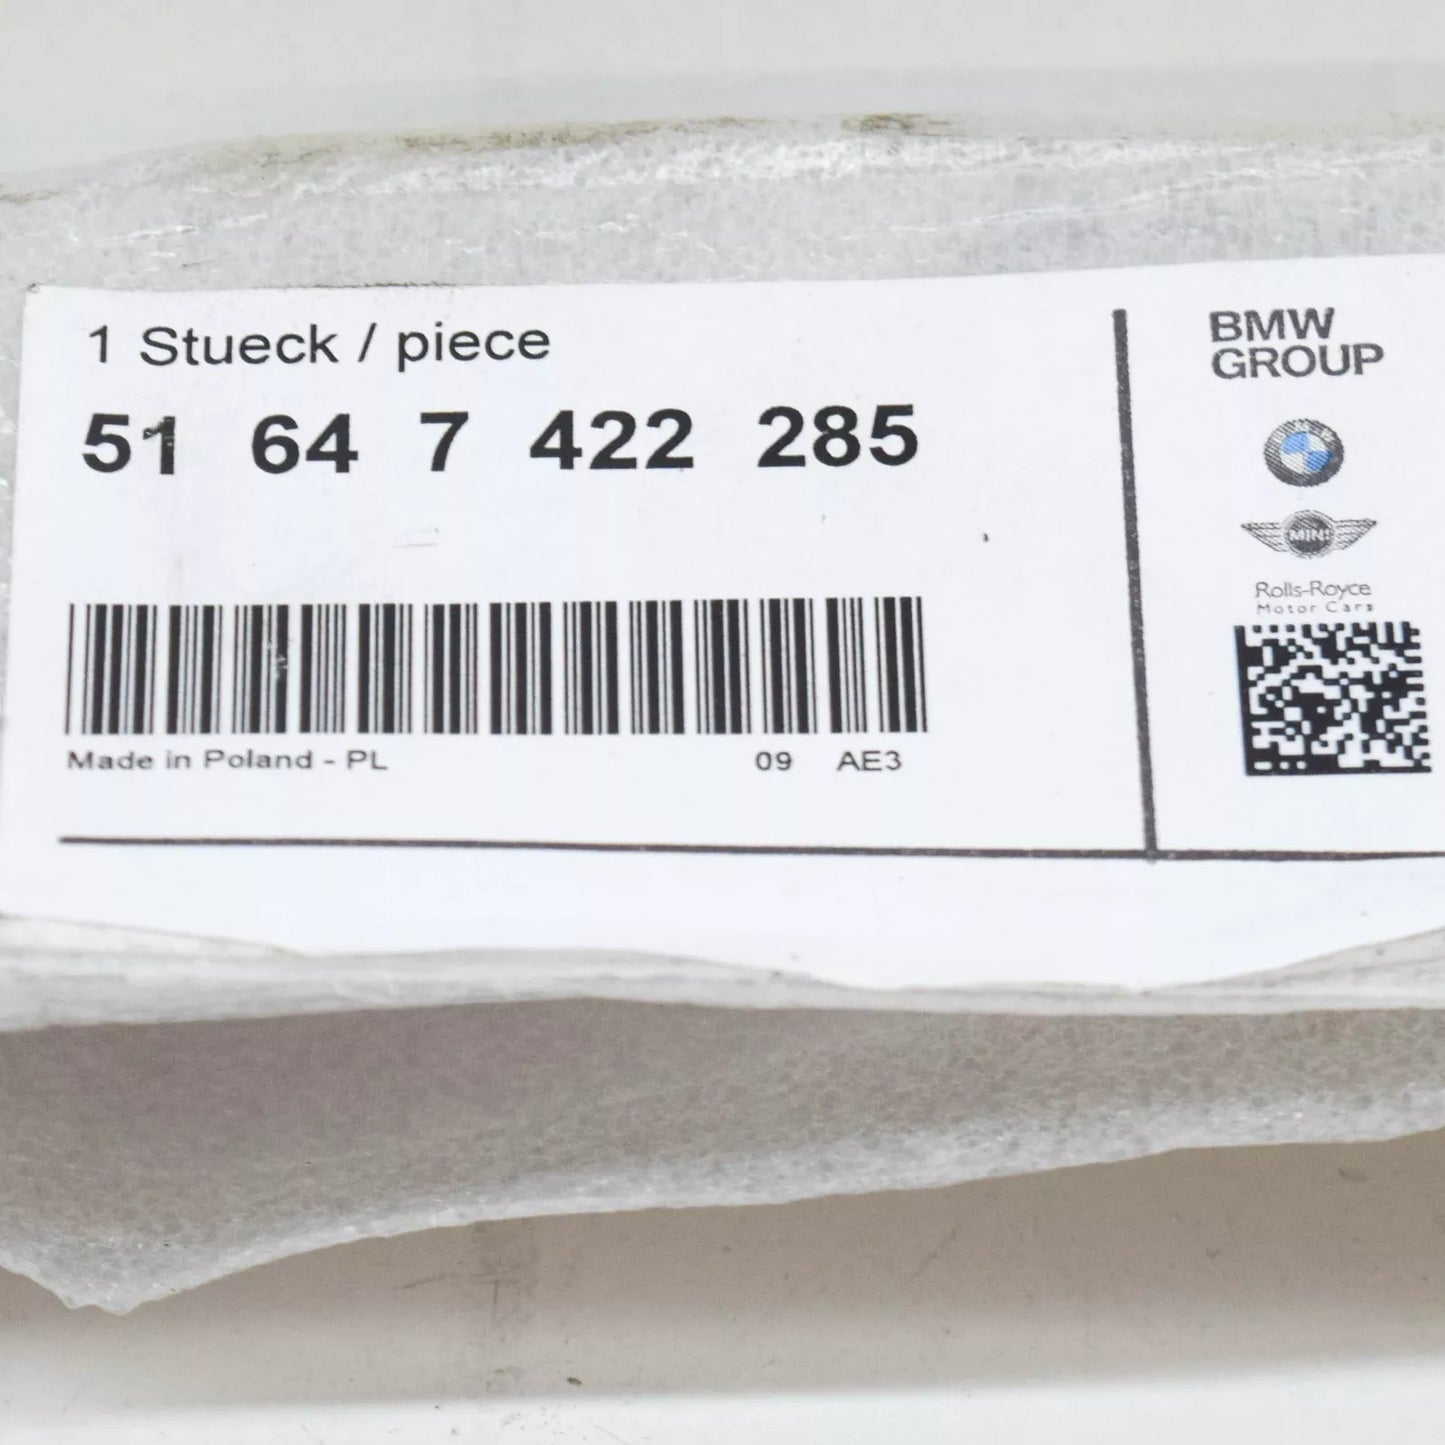 1 Stueck / piece
51 64 7 422 285
Made in Poland - PL 09 AE3
BMW
GROUP
BMW
MINI
Rolls-Royce
Motor Cars